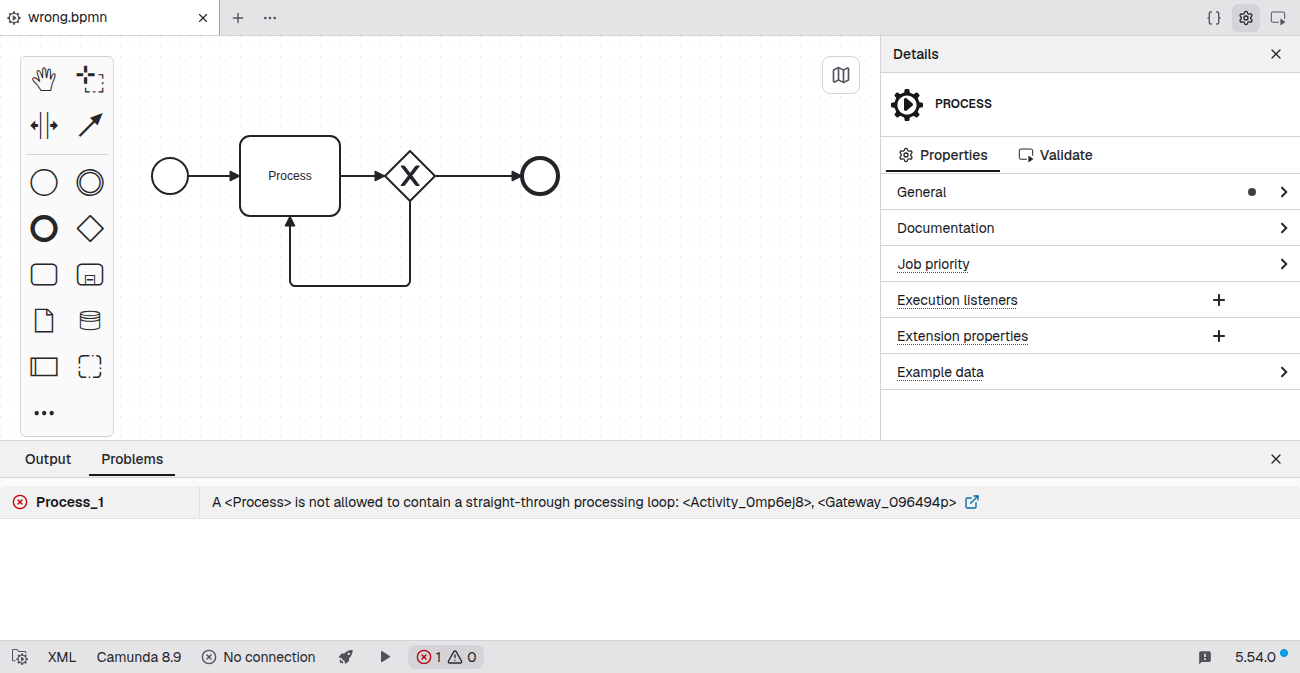 wrong.bpmn
Details
PROCESS
Properties
Validate
General
Documentation
Job priority
Execution listeners
Extension properties
Example data
Process
Output
Problems
Process_1
A <Process> is not allowed to contain a straight-through processing loop: <Activity_0mp6ej8>, <Gateway_096494p>
XML
Camunda 8.9
No connection
1
0
5.54.0